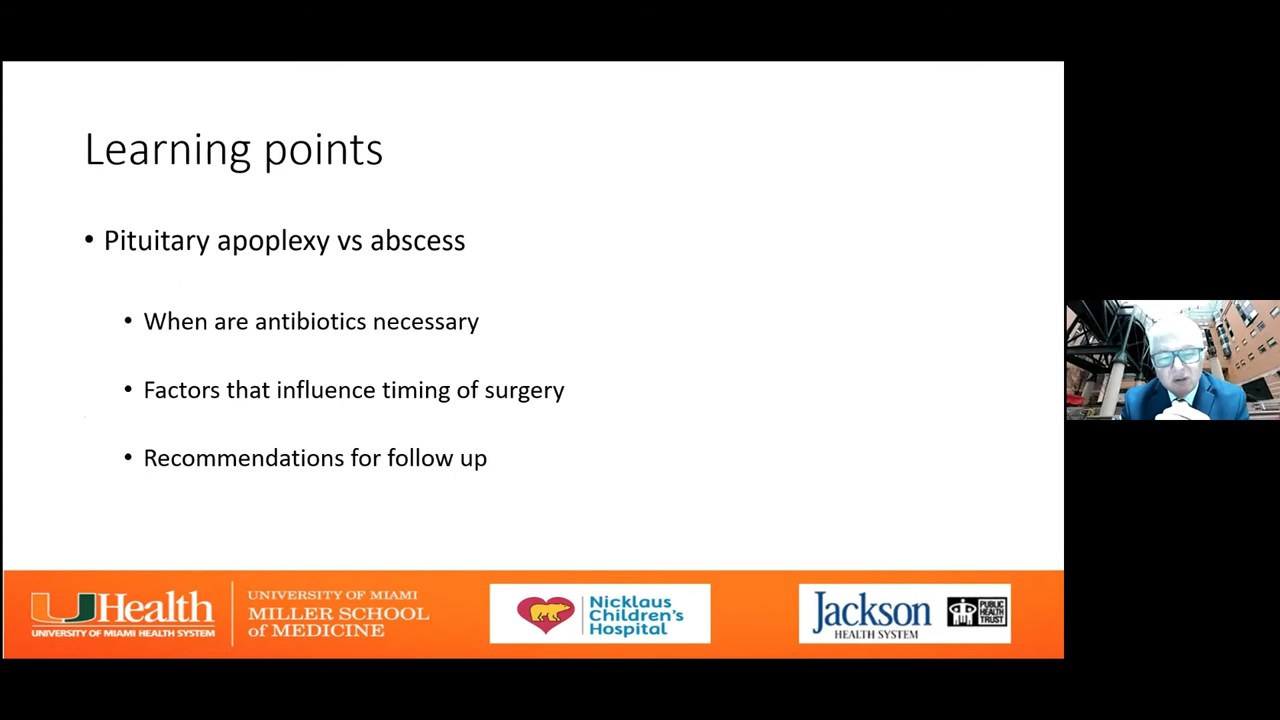 Learning points
• Pituitary apoplexy vs abscess
• When are antibiotics necessary
• Factors that influence timing of surgery
• Recommendations for follow up
UHealth
UNIVERSITY OF MIAMI HEALTH SYSTEM
UNIVERSITY OF MIAMI
MILLER SCHOOL
of MEDICINE
Nicklaus
Children's
Hospital
Jackson
HEALTH SYSTEM
PUBLIC
HEALTH
TRUST